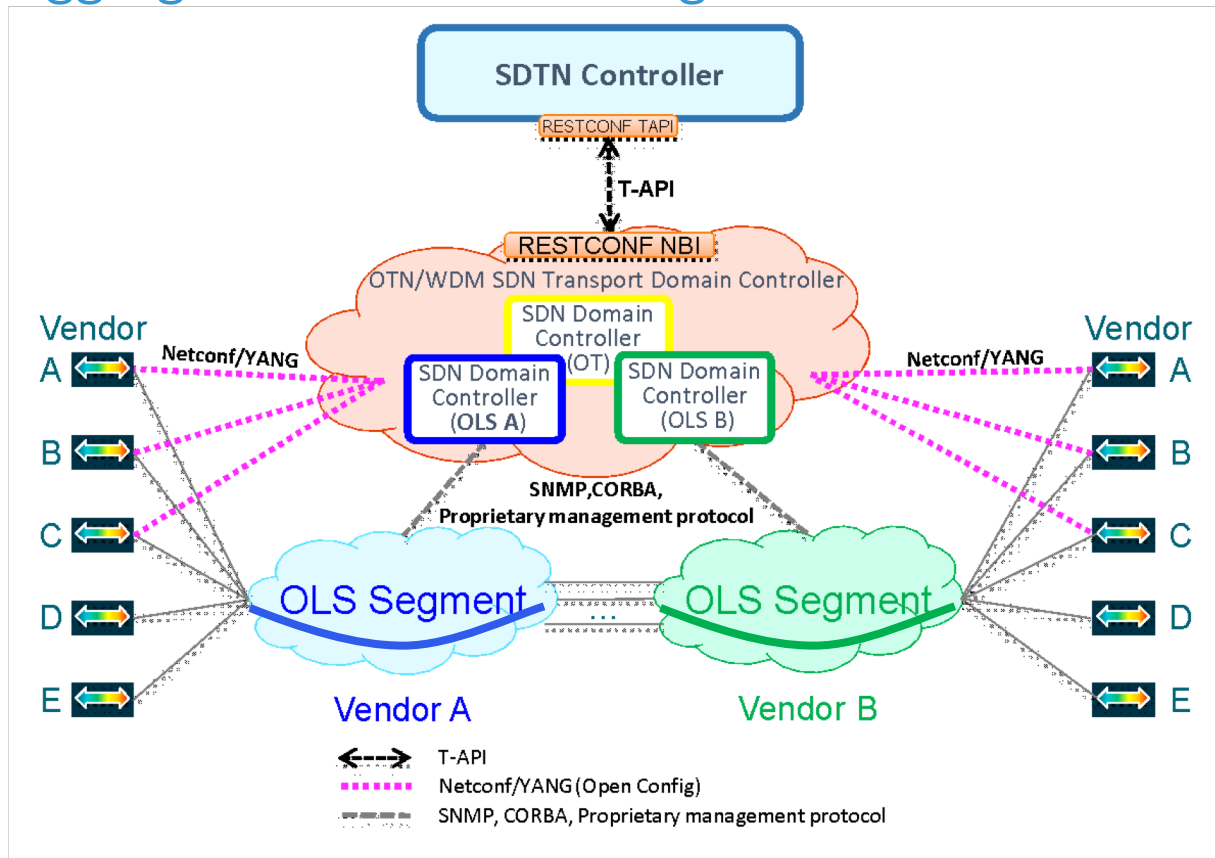 SDTN Controller
RESTCONF TAPI
T-API
RESTCONF NBI
OTN/WDM SDN Transport Domain Controller
SDN Domain
Controller
(OT)
SDN Domain
Controller
(OLS A)
SDN Domain
Controller
(OLS B)
Vendor
A
B
C
D
E
Netconf/YANG
Vendor
A
B
C
D
E
Netconf/YANG
SNMP,CORBA,
Proprietary management protocol
OLS Segment
...
OLS Segment
Vendor A
Vendor B
T-API
Netconf/YANG (Open Config)
SNMP, CORBA, Proprietary management protocol